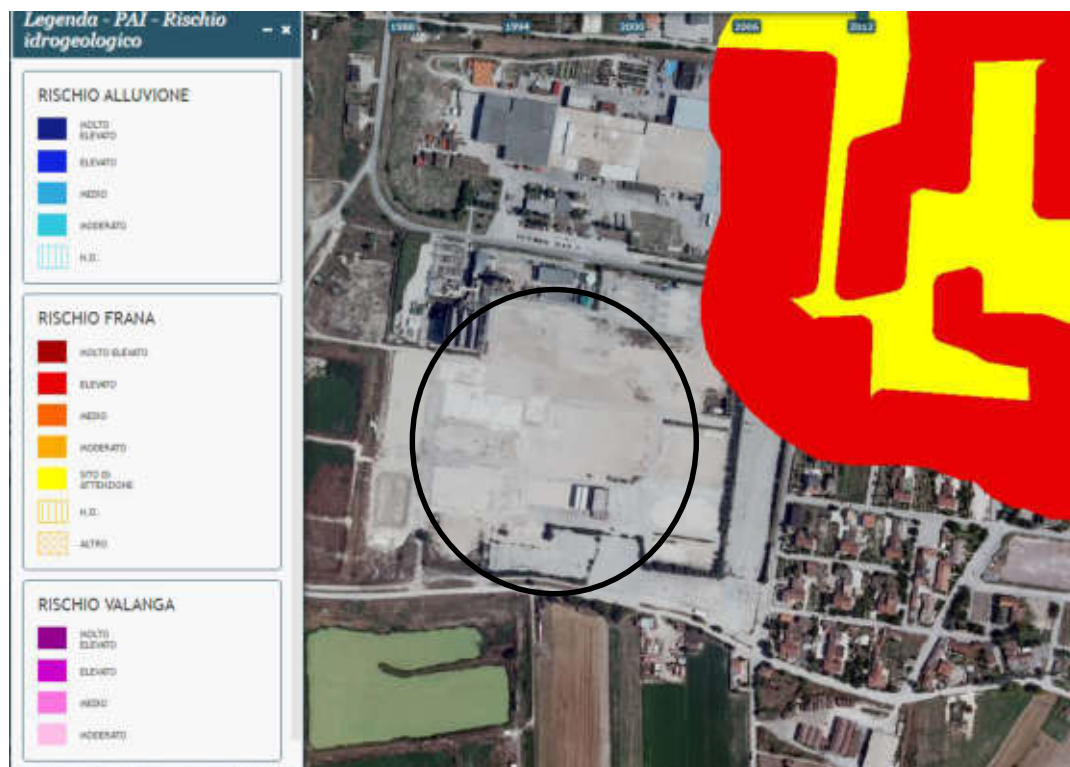 Legenda - PAI - Rischio
idrogeologico
1988
1994
2000
2006
2012
RISCHIO ALLUVIONE
MOLTO
ELEVATO
ELEVATO
MEDIO
MODERATO
N.D.
RISCHIO FRANA
MOLTO ELEVATO
ELEVATO
MEDIO
MODERATO
SITO DI
ATTENZIONE
N.D.
ALTRO
RISCHIO VALANGA
MOLTO
ELEVATO
ELEVATO
MEDIO
MODERATO